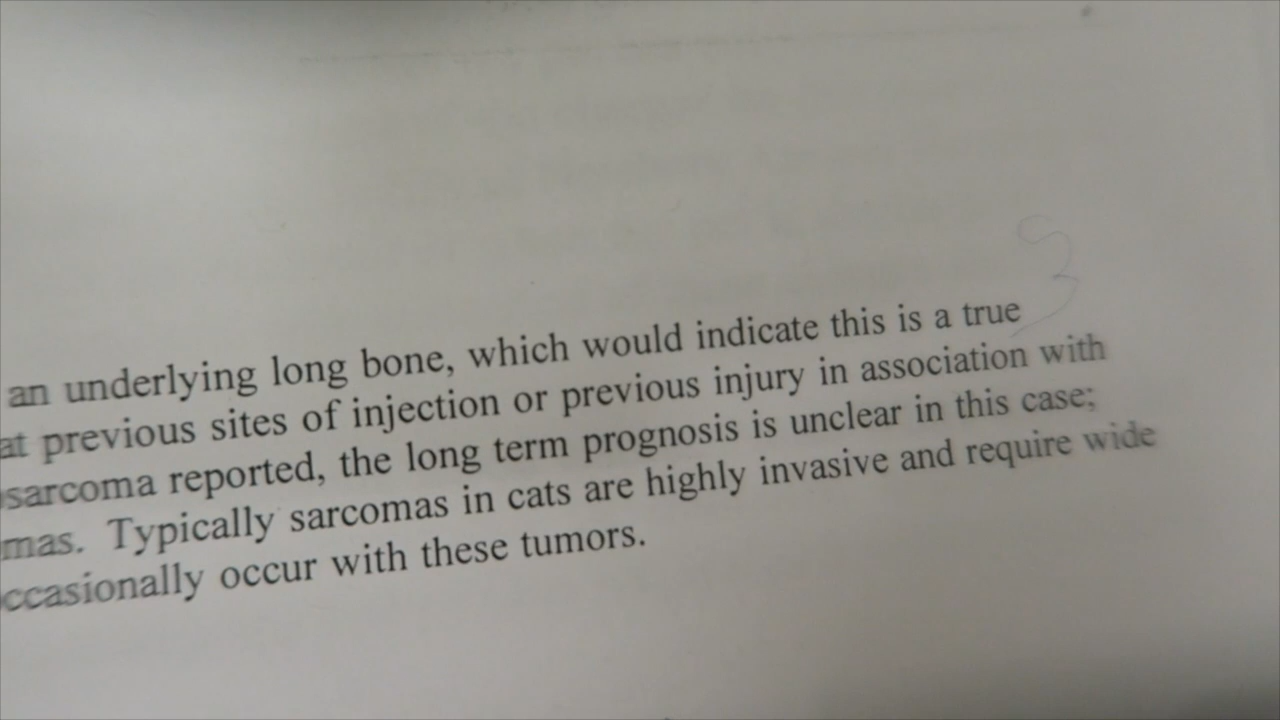 an underlying long bone, which would indicate this is a true
at previous sites of injection or previous injury in association with
sarcoma reported, the long term prognosis is unclear in this case;
mas. Typically sarcomas in cats are highly invasive and require wide
ccasionally occur with these tumors.